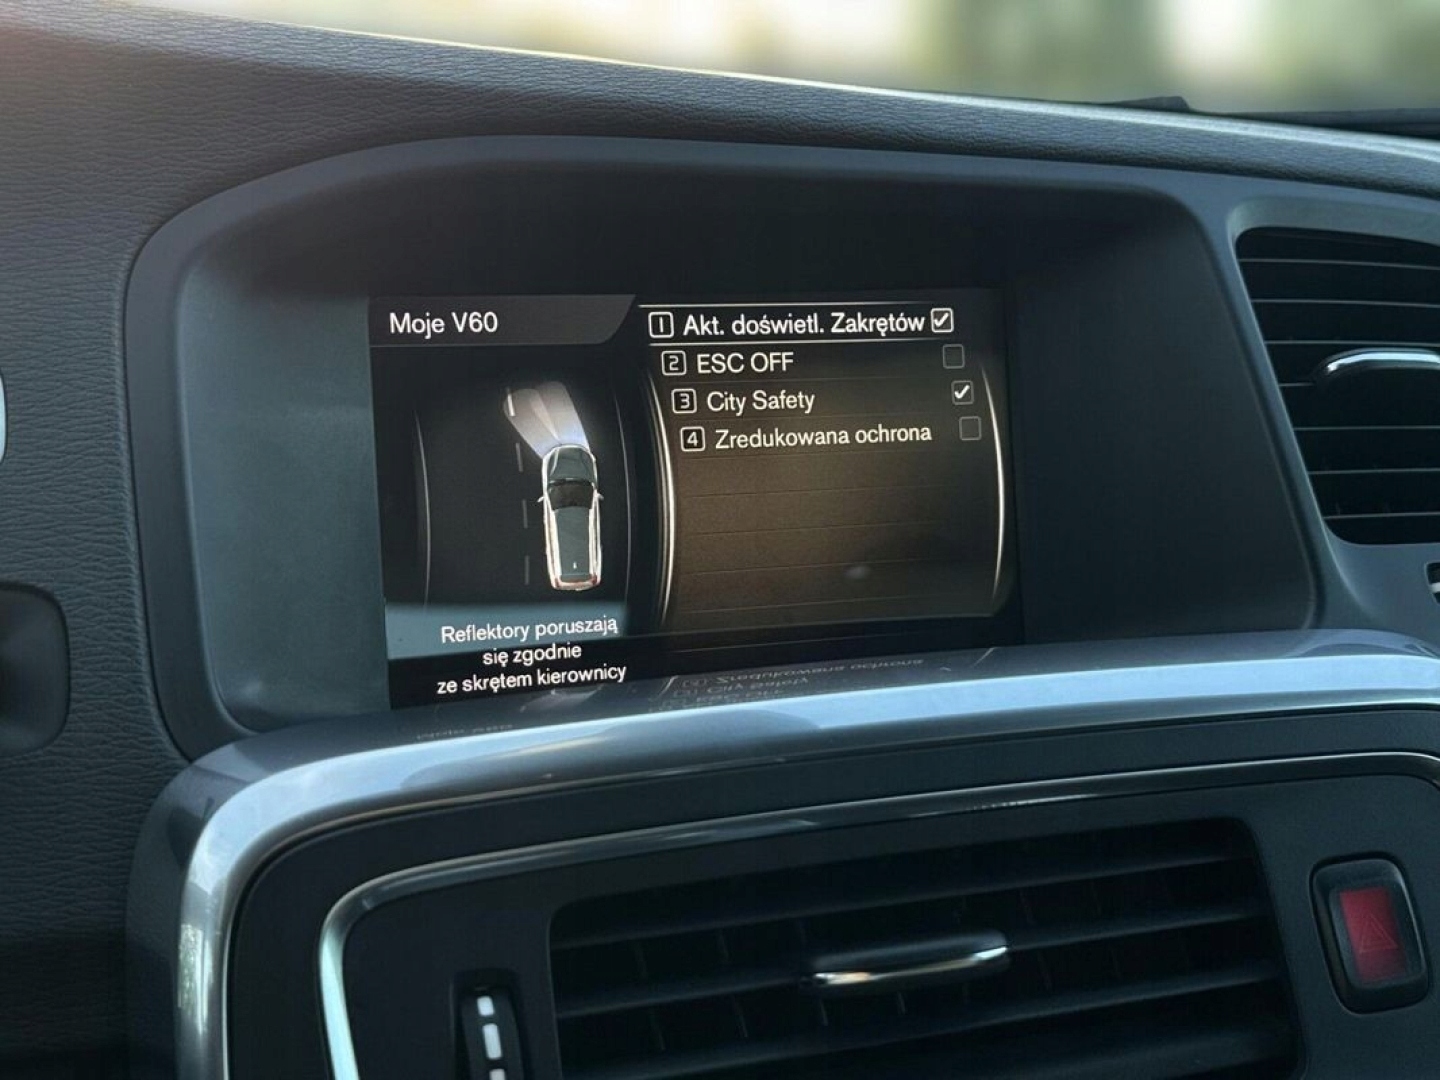 Moje V60
1 Akt. doświetl. Zakrętów
2 ESC OFF
3 City Safety
4 Zredukowana ochrona
Reflektory poruszają
się zgodnie
ze skrętem kierownicy